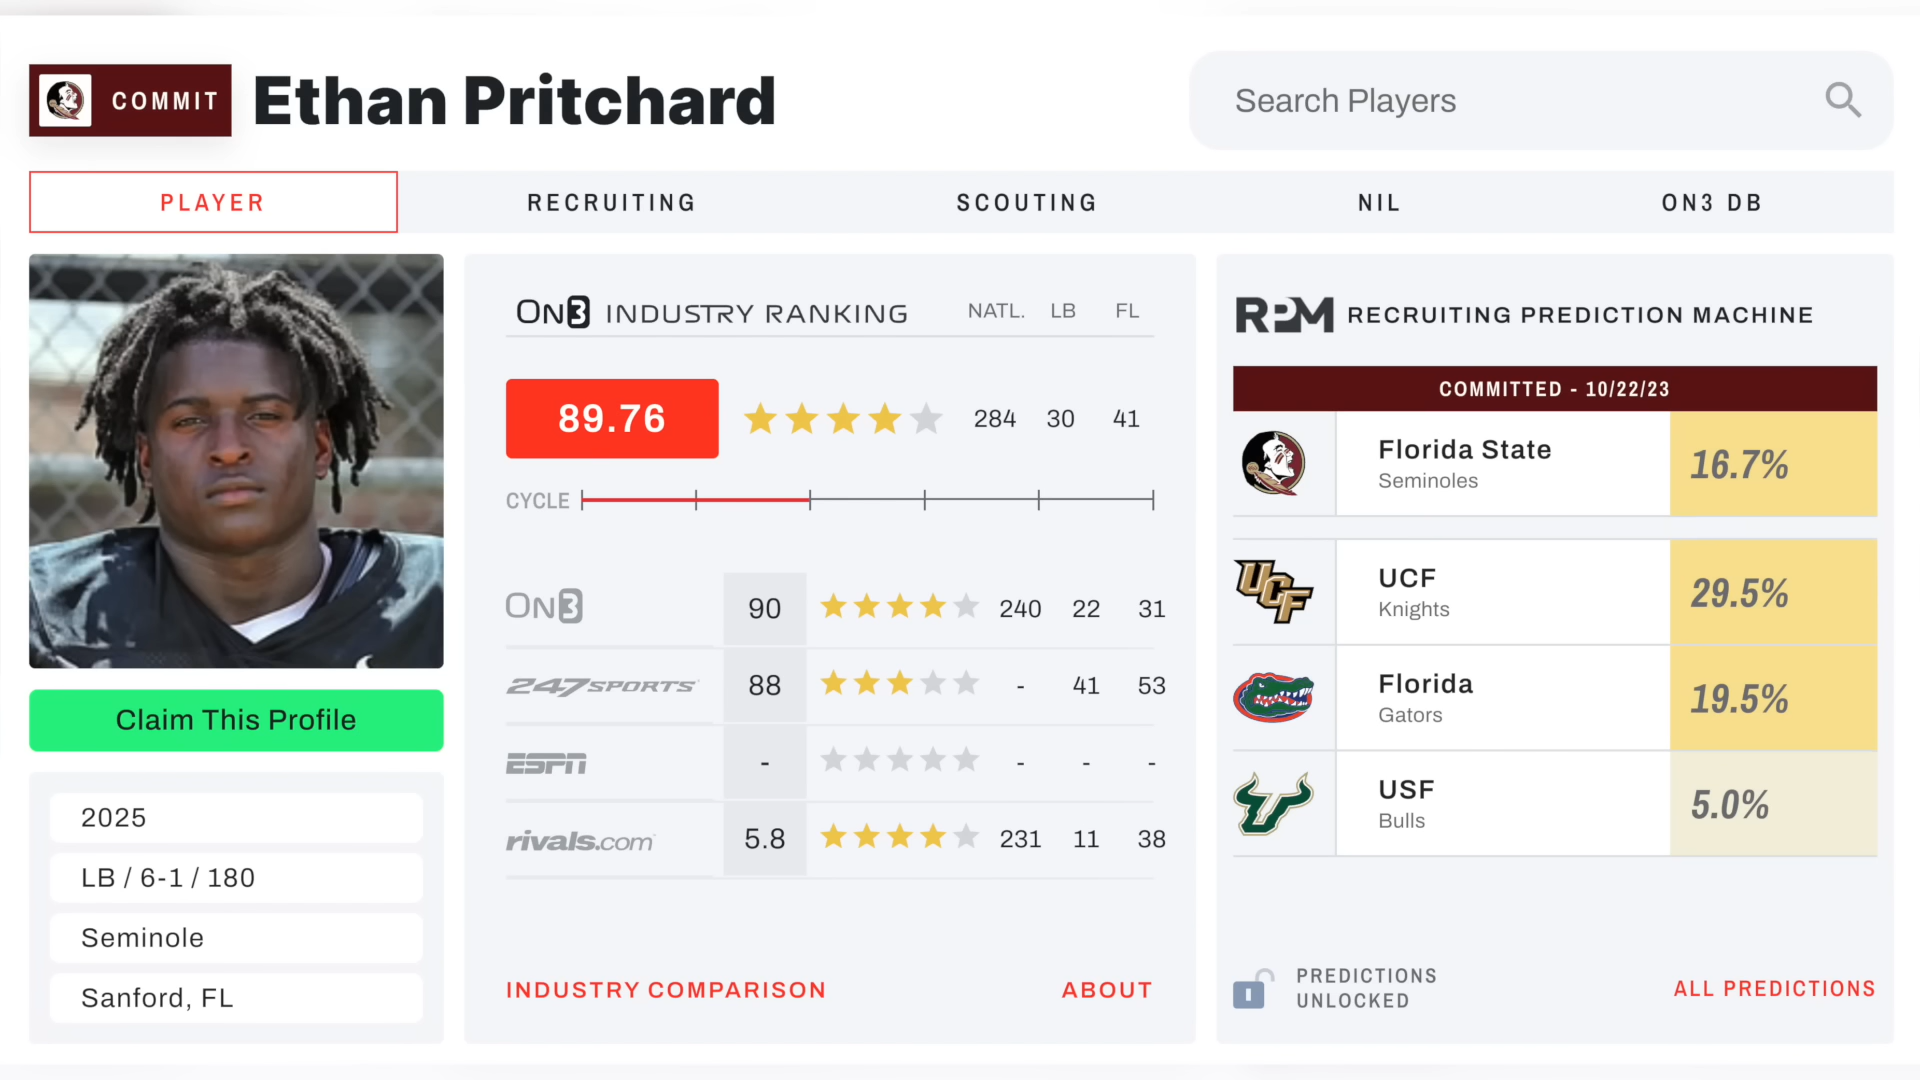 COMMIT
Ethan Pritchard
Search Players
PLAYER
RECRUITING
SCOUTING
NIL
ON3 DB
ON3 INDUSTRY RANKING NATL. LB FL
89.76 284 30 41
CYCLE
ON3 90 240 22 31
247SPORTS 88 - 41 53
ESPN - - - -
rivals.com 5.8 231 11 38
INDUSTRY COMPARISON
ABOUT
Claim This Profile
2025
LB / 6-1 / 180
Seminole
Sanford, FL
RPM RECRUITING PREDICTION MACHINE
COMMITTED - 10/22/23
Florida State
Seminoles
16.7%
UCF
UCF
Knights
29.5%
Florida
Gators
19.5%
USF
Bulls
5.0%
PREDICTIONS
UNLOCKED
ALL PREDICTIONS